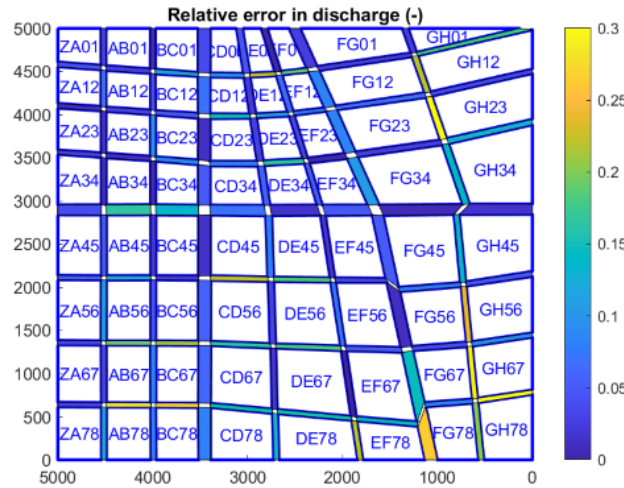 Relative error in discharge (-)
5000
4500
4000
3500
3000
2500
2000
1500
1000
500
0
ZA01 AB01 BC01 FG01 GH01
ZA12 AB12 BC12 CD12 DE12 EF12 FG12 GH12
ZA23 AB23 BC23 CD23 DE23 EF23 FG23 GH23
ZA34 AB34 BC34 CD34 DE34 EF34 FG34 GH34
ZA45 AB45 BC45 CD45 DE45 EF45 FG45 GH45
ZA56 AB56 BC56 CD56 DE56 EF56 FG56 GH56
ZA67 AB67 BC67 CD67 DE67 EF67 FG67 GH67
ZA78 AB78 BC78 CD78 DE78 EF78 FG78 GH78
5000 4000 3000 2000 1000 0
0.3
0.25
0.2
0.15
0.1
0.05
0